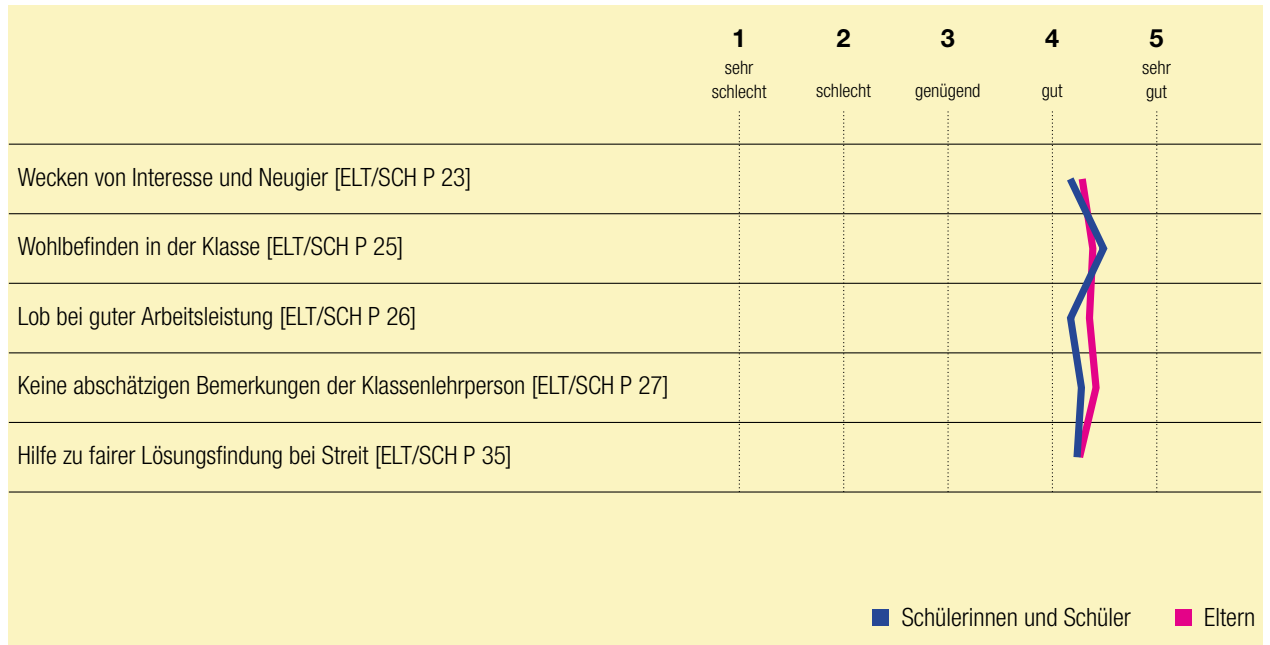 1 2 3 4 5
sehr schlecht schlecht genügend gut sehr gut
Wecken von Interesse und Neugier [ELT/SCH P 23]
Wohlbefinden in der Klasse [ELT/SCH P 25]
Lob bei guter Arbeitsleistung [ELT/SCH P 26]
Keine abschätzigen Bemerkungen der Klassenlehrperson [ELT/SCH P 27]
Hilfe zu fairer Lösungsfindung bei Streit [ELT/SCH P 35]
Schülerinnen und Schüler Eltern